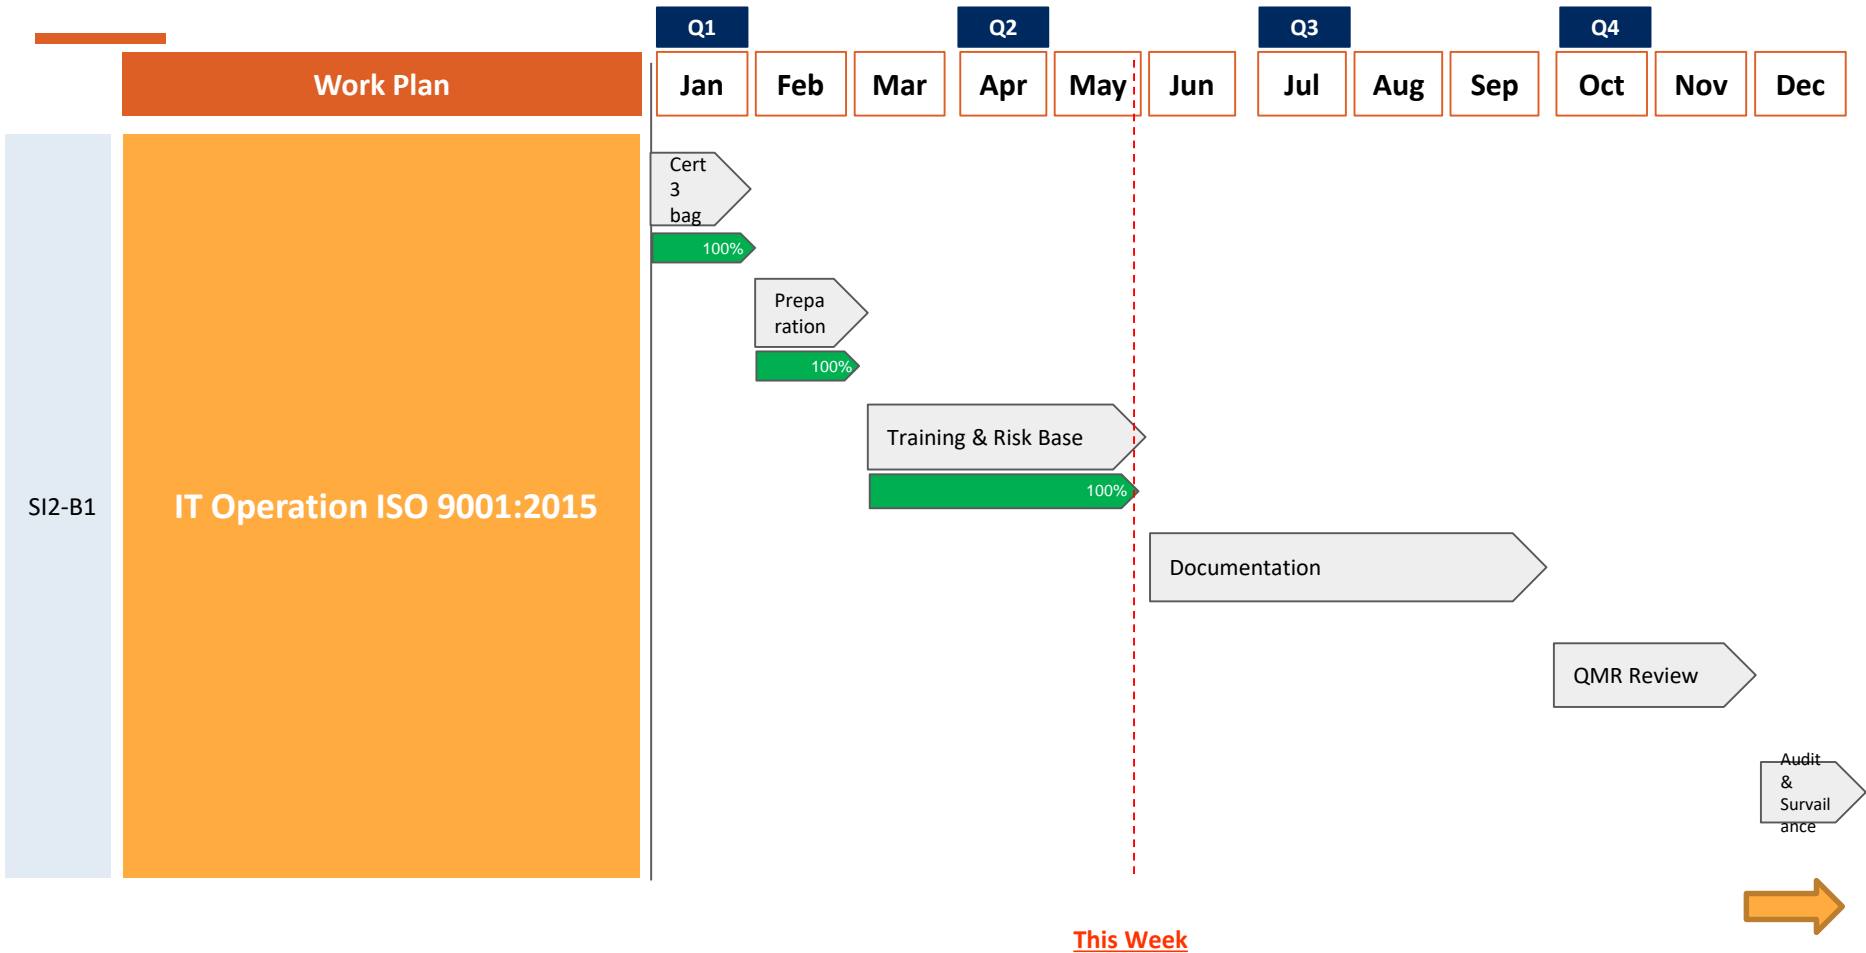 Q1 Q2 Q3 Q4
Work Plan Jan Feb Mar Apr May Jun Jul Aug Sep Oct Nov Dec
Cert
3
bag
100%
Prepa
ration
100%
Training & Risk Base
100%
SI2-B1
IT Operation ISO 9001:2015
Documentation
QMR Review
Audit
&
Survail
ance
This Week